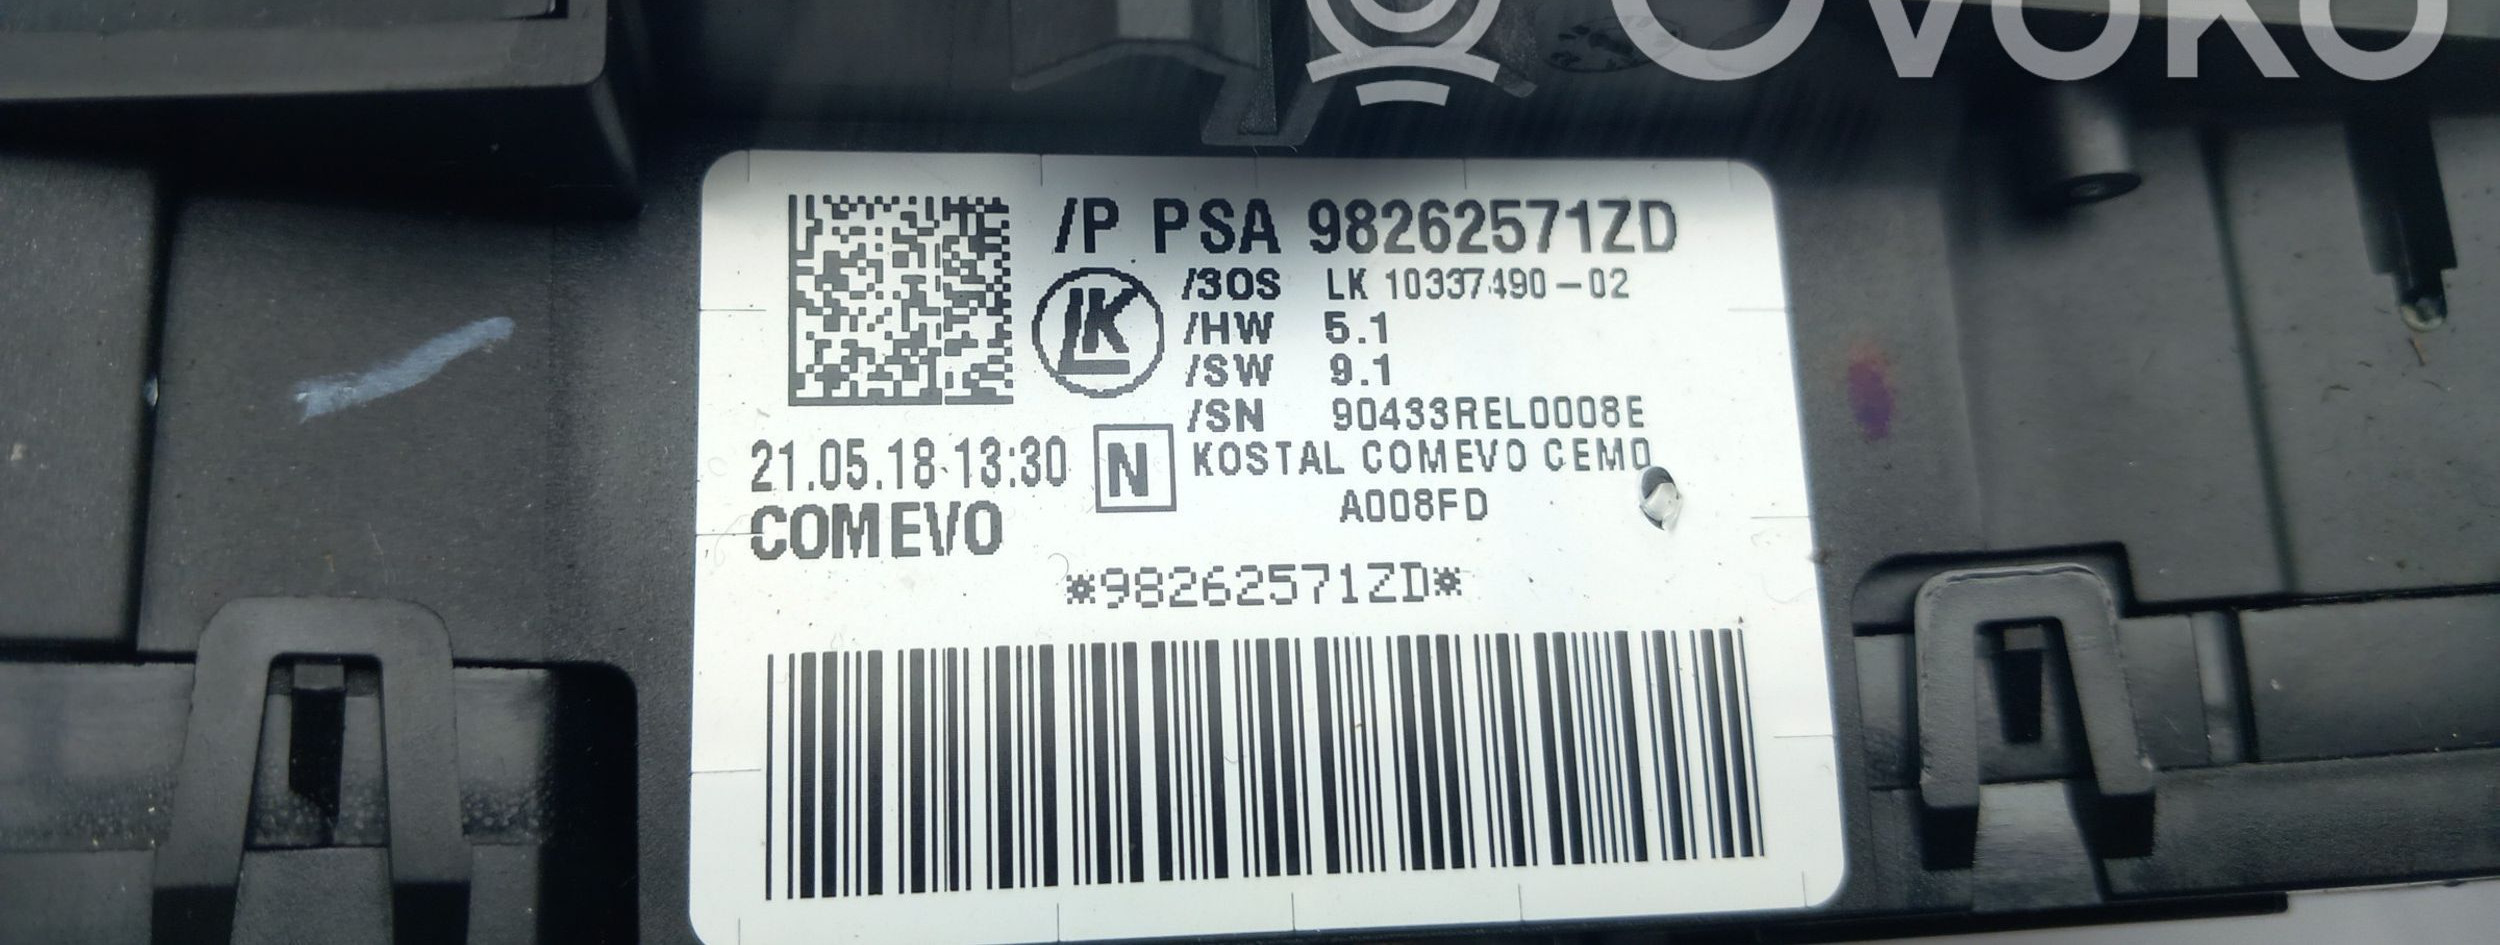 OVOKO
/P PSA 98262571ZD
LK
/30S LK 10337490-02
/HW 5.1
/SW 9.1
/SN 90433REL0008E
21.05.18 13:30
N
KOSTAL COMEVO CEMO
A008FD
COMEVO
*98262571ZD*